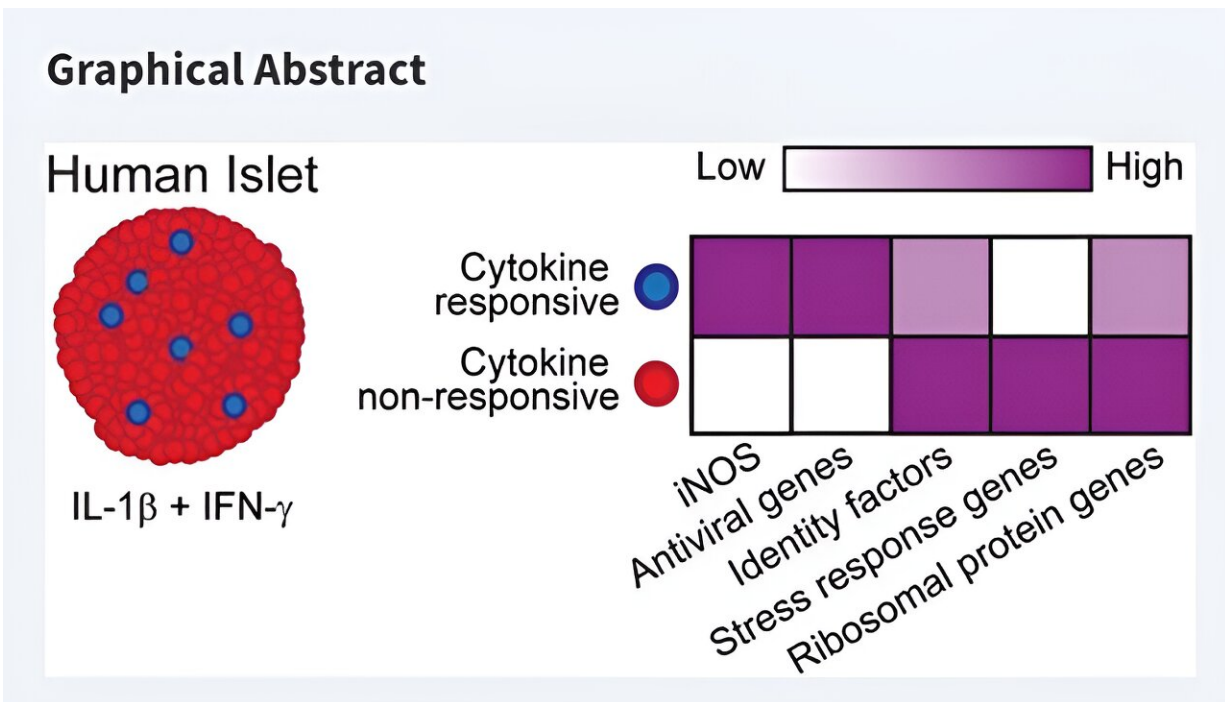 Graphical Abstract
Human Islet
IL-1β + IFN-γ
Low
High
Cytokine
responsive
Cytokine
non-responsive
iNOS
Antiviral genes
Identity factors
Stress response genes
Ribosomal protein genes